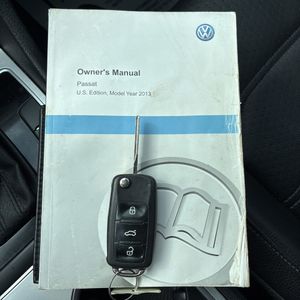 Owner's Manual
Passat
U.S. Edition, Model Year 2013